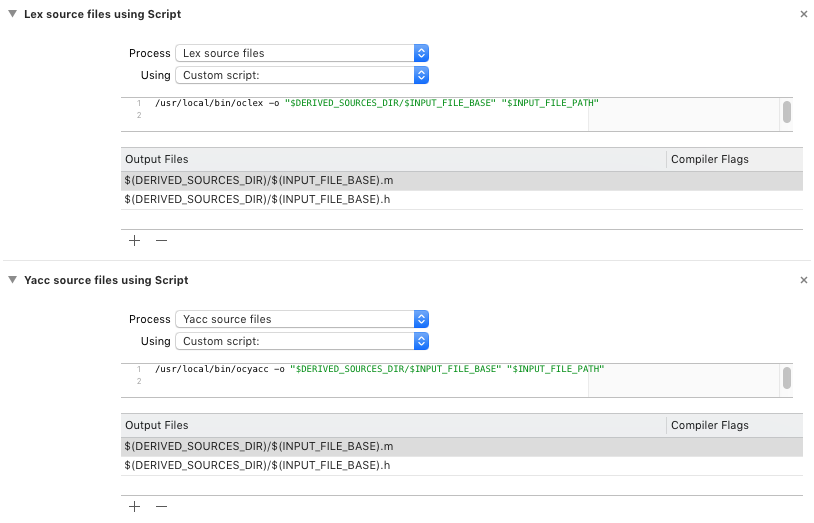 Lex source files using Script
Process Lex source files
Using Custom script:
1 /usr/local/bin/oclex -o "$DERIVED_SOURCES_DIR/$INPUT_FILE_BASE" "$INPUT_FILE_PATH"
2
Output Files Compiler Flags
$(DERIVED_SOURCES_DIR)/$(INPUT_FILE_BASE).m
$(DERIVED_SOURCES_DIR)/$(INPUT_FILE_BASE).h
Yacc source files using Script
Process Yacc source files
Using Custom script:
1 /usr/local/bin/ocyacc -o "$DERIVED_SOURCES_DIR/$INPUT_FILE_BASE" "$INPUT_FILE_PATH"
2
Output Files Compiler Flags
$(DERIVED_SOURCES_DIR)/$(INPUT_FILE_BASE).m
$(DERIVED_SOURCES_DIR)/$(INPUT_FILE_BASE).h